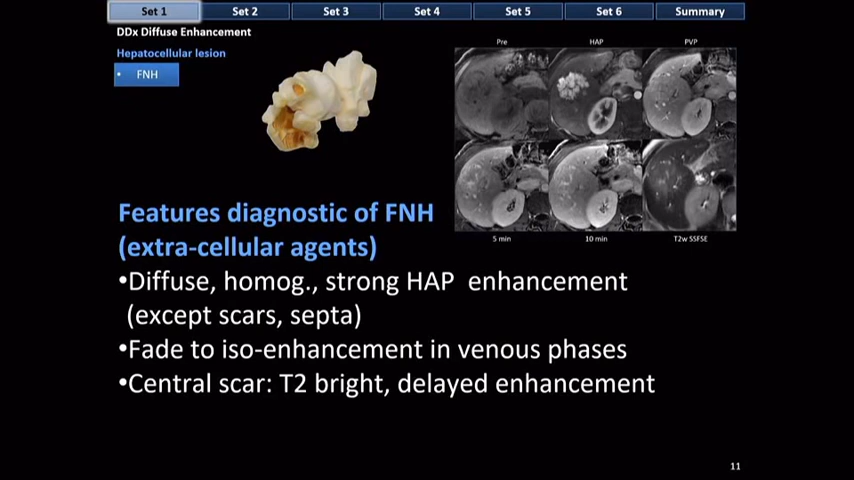 Set 1 Set 2 Set 3 Set 4 Set 5 Set 6 Summary
DDx Diffuse Enhancement
Hepatocellular lesion
• FNH
Pre HAP PVP
5 min 10 min T2w SSFSE
Features diagnostic of FNH
(extra-cellular agents)
•Diffuse, homog., strong HAP enhancement
(except scars, septa)
•Fade to iso-enhancement in venous phases
•Central scar: T2 bright, delayed enhancement
11